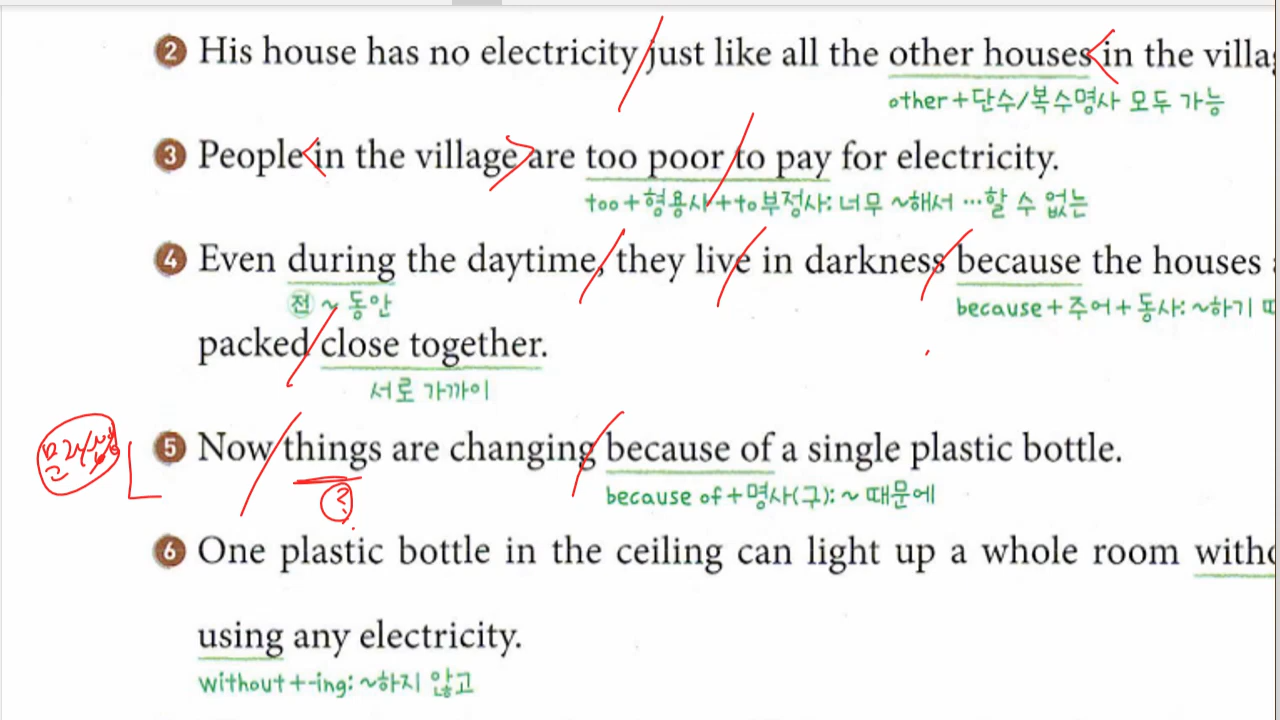 2 His house has no electricity just like all the other houses in the villa
other+단수/복수명사 모두 가능
3 People in the village are too poor to pay for electricity.
too+형용사+to부정사: 너무 ~해서 …할 수 없는
4 Even during the daytime, they live in darkness because the houses
전 ~ 동안
because+주어+동사: ~하기
packed close together.
서로 가까이
5 Now things are changing because of a single plastic bottle.
?
because of+명사(구): ~ 때문에
6 One plastic bottle in the ceiling can light up a whole room witho
using any electricity.
without+-ing: ~하지 않고